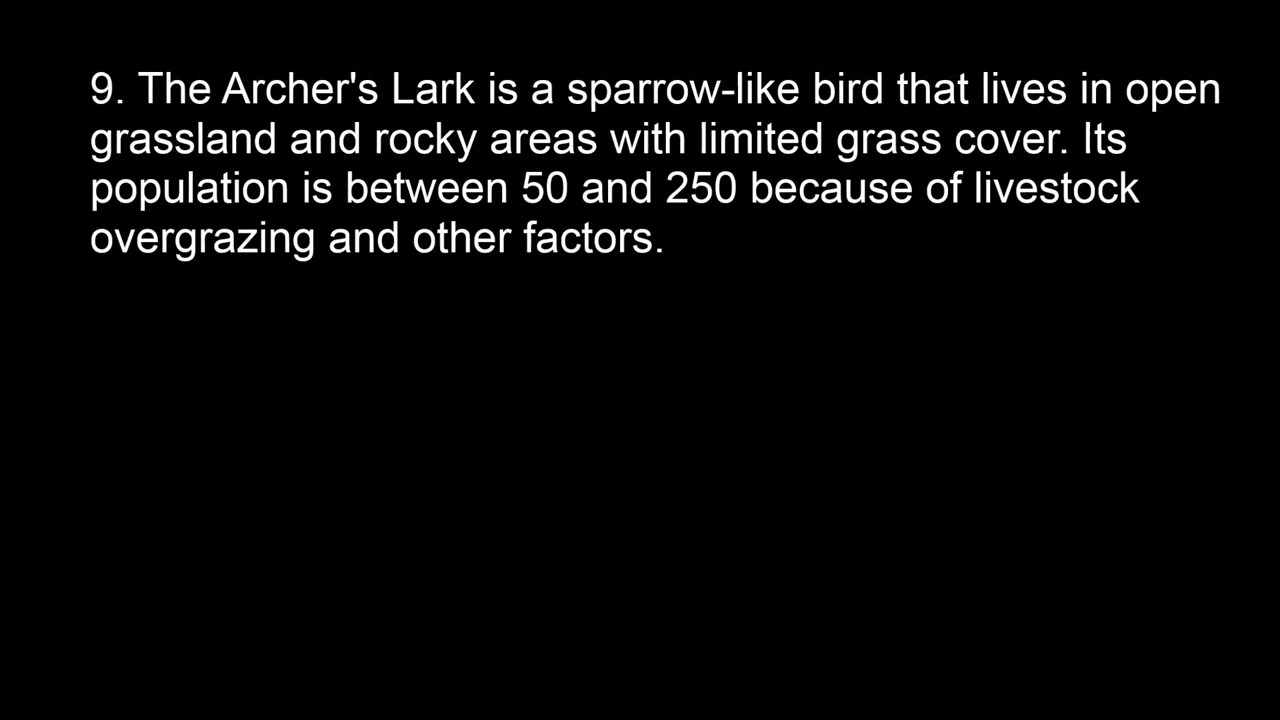 9. The Archer's Lark is a sparrow-like bird that lives in open
grassland and rocky areas with limited grass cover. Its
population is between 50 and 250 because of livestock
overgrazing and other factors.